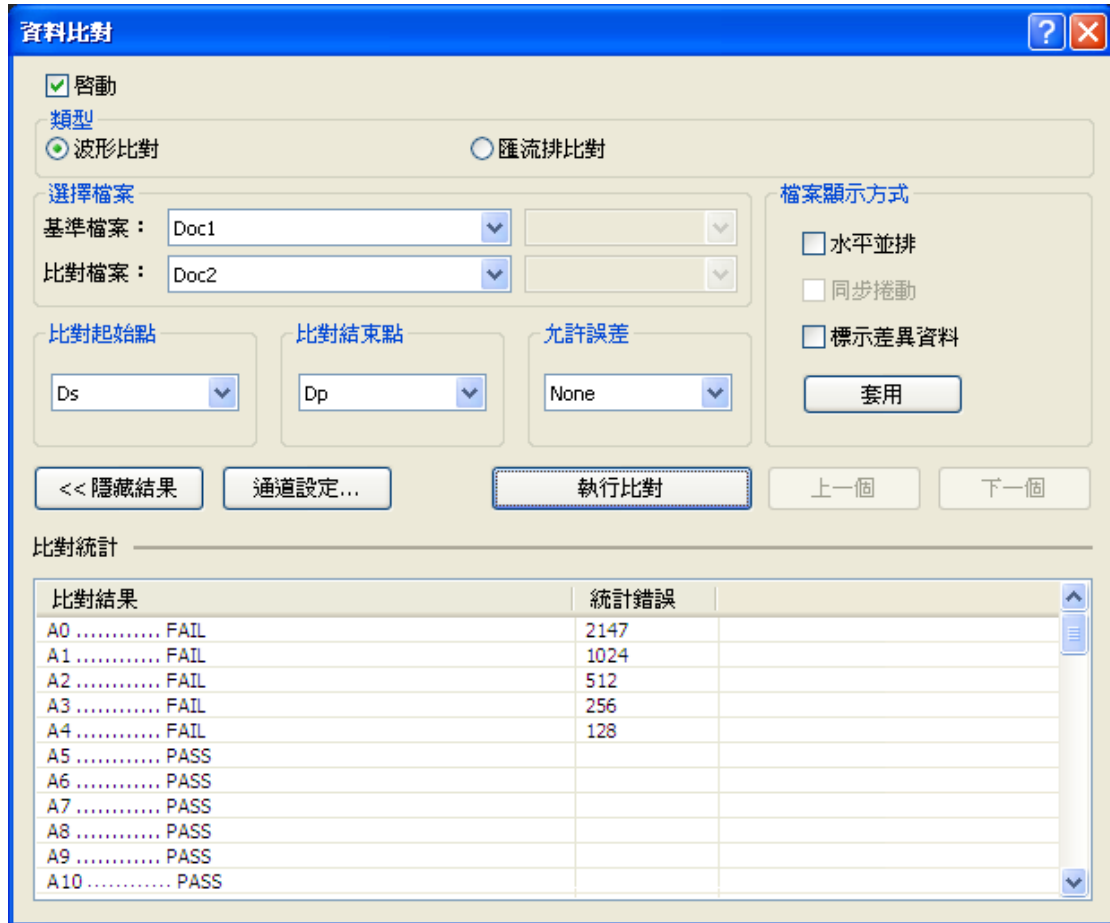 資料比對
啓動
類型
波形比對 匯流排比對
選擇檔案
基準檔案： Doc1
比對檔案： Doc2
檔案顯示方式
水平並排
同步捲動
標示差異資料
套用
比對起始點 比對結束點 允許誤差
Ds Dp None
<< 隱藏結果 通道設定... 執行比對 上一個 下一個
比對統計
比對結果 統計錯誤
A0 ............ FAIL 2147
A1 ............ FAIL 1024
A2 ............ FAIL 512
A3 ............ FAIL 256
A4 ............ FAIL 128
A5 ............ PASS
A6 ............ PASS
A7 ............ PASS
A8 ............ PASS
A9 ............ PASS
A10 ............ PASS